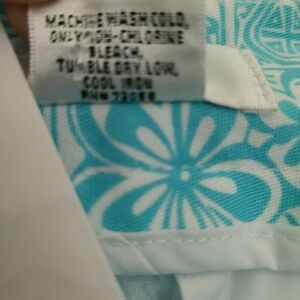 MACHINE WASH COLD,
ONLY NON-CHLORINE
BLEACH,
TUMBLE DRY LOW,
COOL IRON